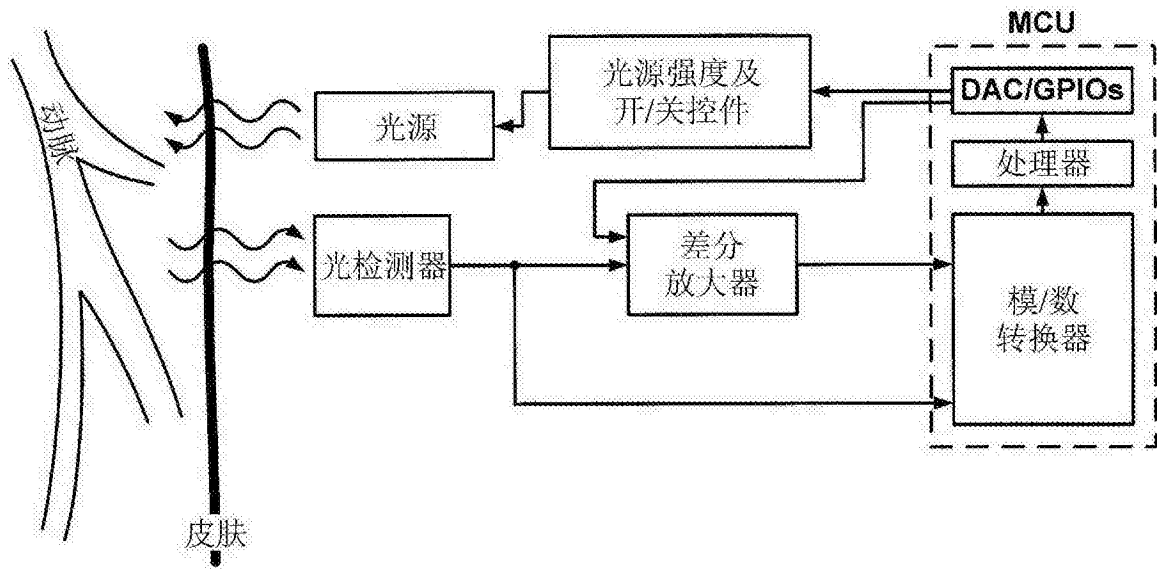 MCU
光源强度及
开/关控件
DAC/GPIOs
动脉
光源
处理器
光检测器
差分
放大器
模/数
转换器
皮肤